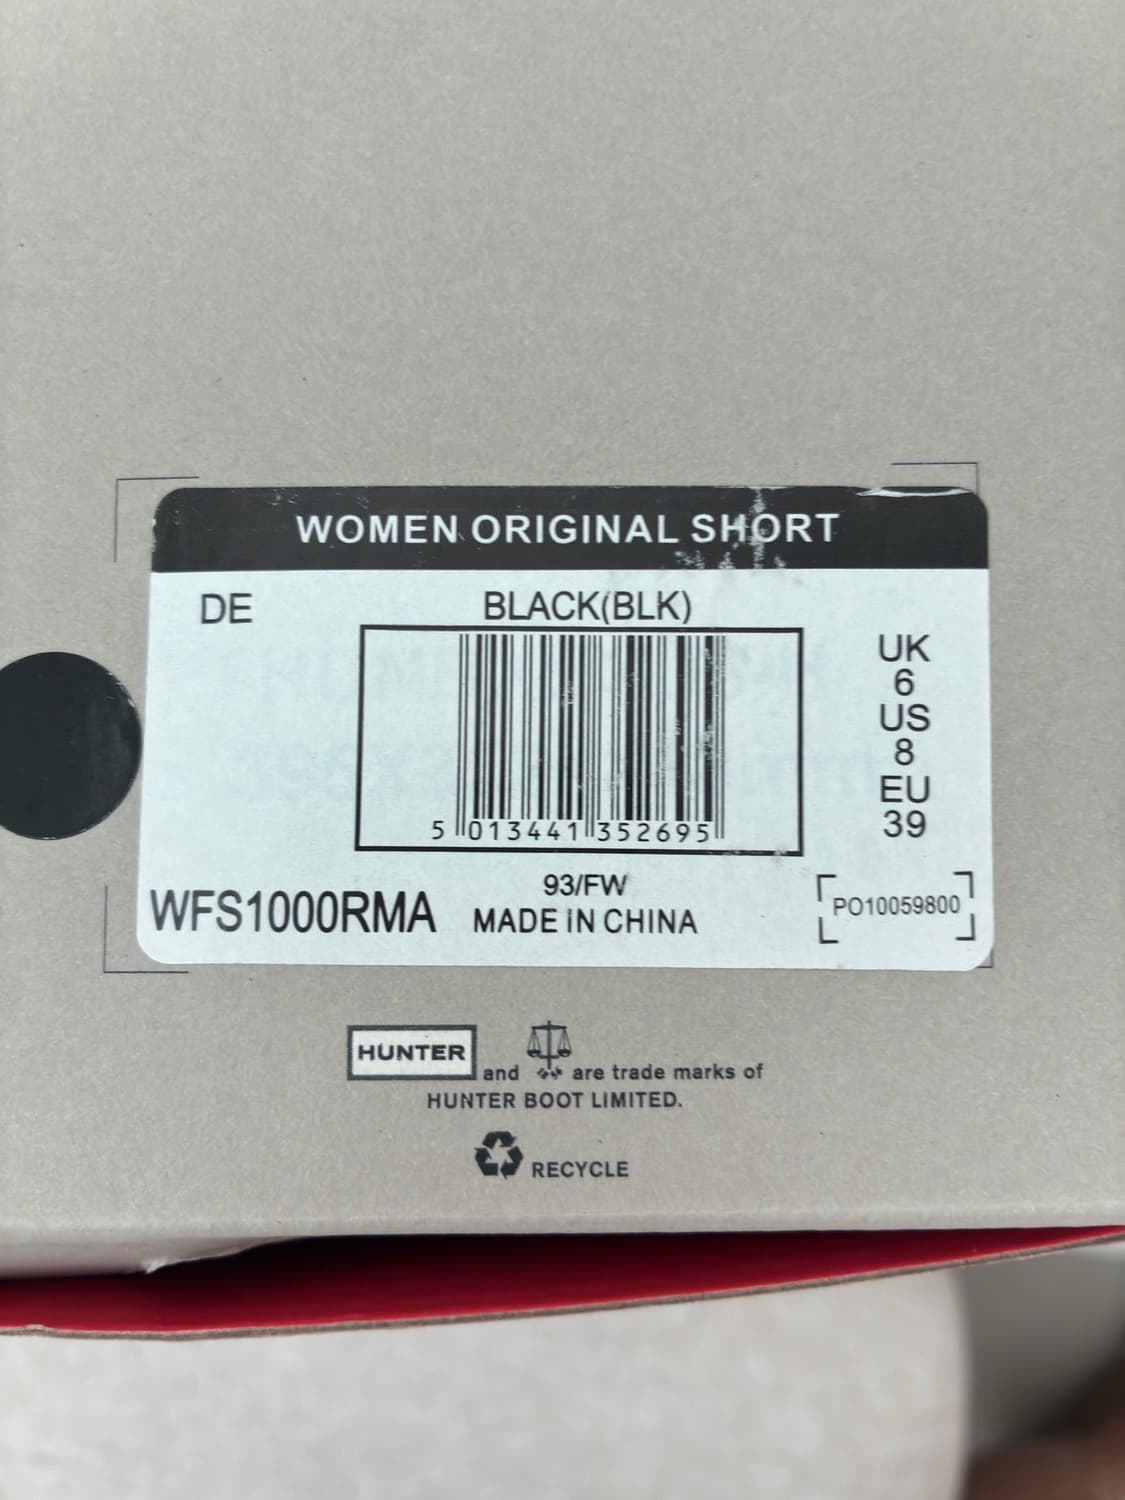 WOMEN ORIGINAL SHORT
DE
BLACK(BLK)
5 013441 352695
UK
6
US
8
EU
39
WFS1000RMA
93/FW
MADE IN CHINA
PO10059800
HUNTER and are trade marks of
HUNTER BOOT LIMITED.
RECYCLE